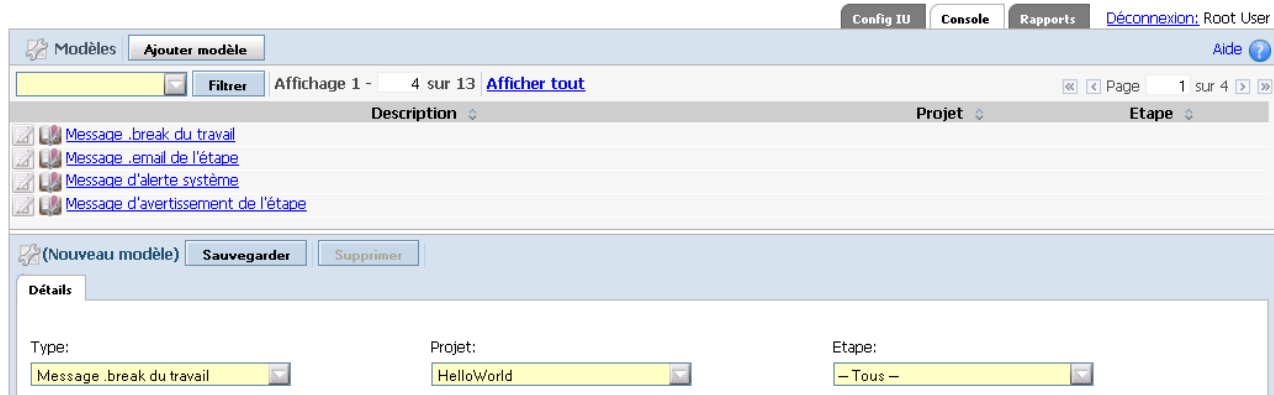 Config IU Console Rapports Déconnexion: Root User
Modèles Ajouter modèle Aide
Filtrer Affichage 1 - 4 sur 13 Afficher tout Page 1 sur 4
Description Projet Etape
Message .break du travail
Message .email de l'étape
Message d'alerte système
Message d'avertissement de l'étape
(Nouveau modèle) Sauvegarder Supprimer
Détails
Type: Projet: Etape:
Message .break du travail HelloWorld -- Tous --